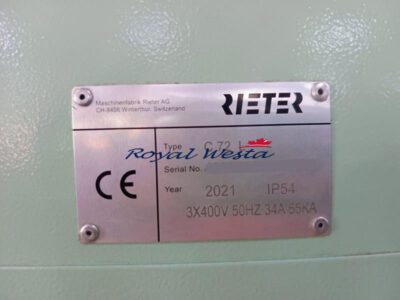 Maschinenfabrik Rieter AG
CH-8406 Winterthur, Switzerland
RIETER
Type C 72
Royal Westa
Serial No.
CE
Year 2021 IP54
3X400V 50HZ 34A 65KA